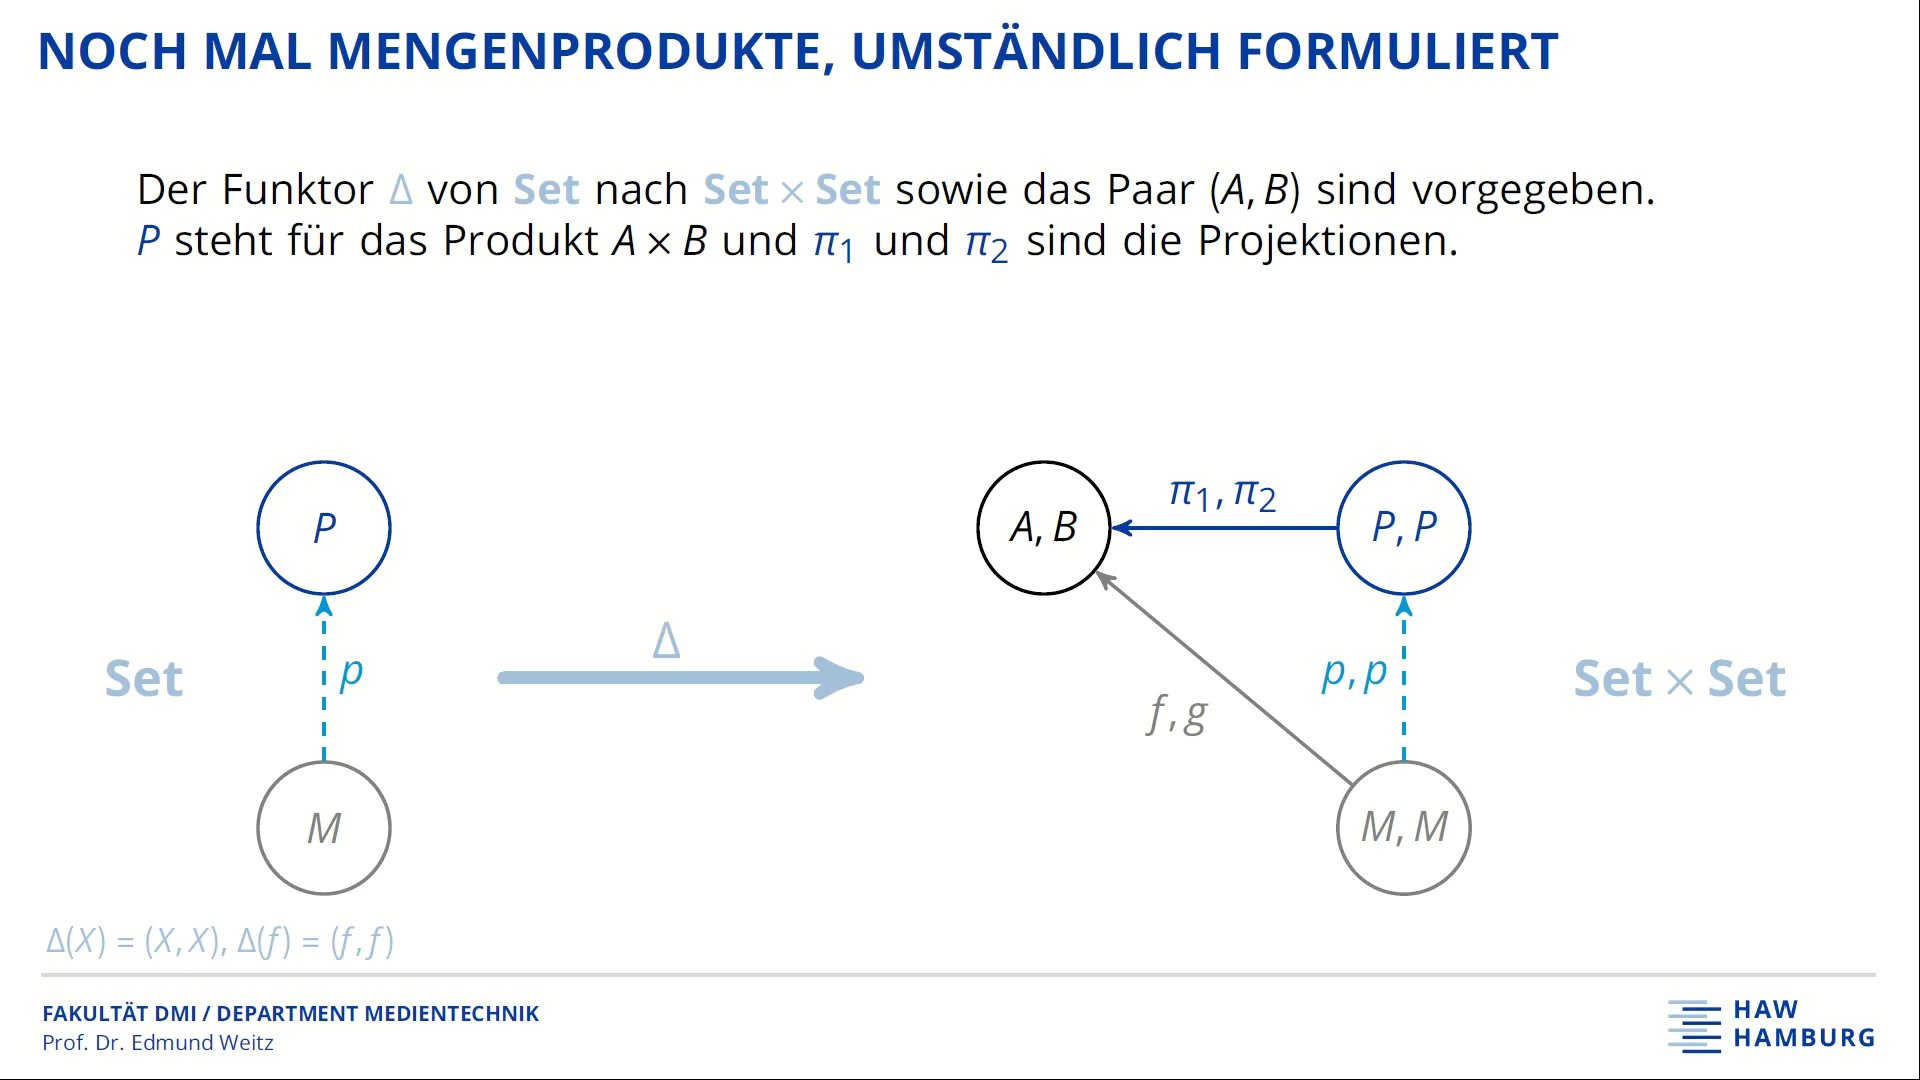 NOCH MAL MENGENPRODUKTE, UMSTÄNDLICH FORMULIERT
Der Funktor Δ von Set nach Set × Set sowie das Paar (A, B) sind vorgegeben.
P steht für das Produkt A × B und π₁ und π₂ sind die Projektionen.
P
A, B
π₁, π₂
P, P
Set
p
Δ
f, g
p, p
Set × Set
M
M, M
Δ(X) = (X, X), Δ(f) = (f, f)
FAKULTÄT DMI / DEPARTMENT MEDIENTECHNIK
Prof. Dr. Edmund Weitz
HAW
HAMBURG